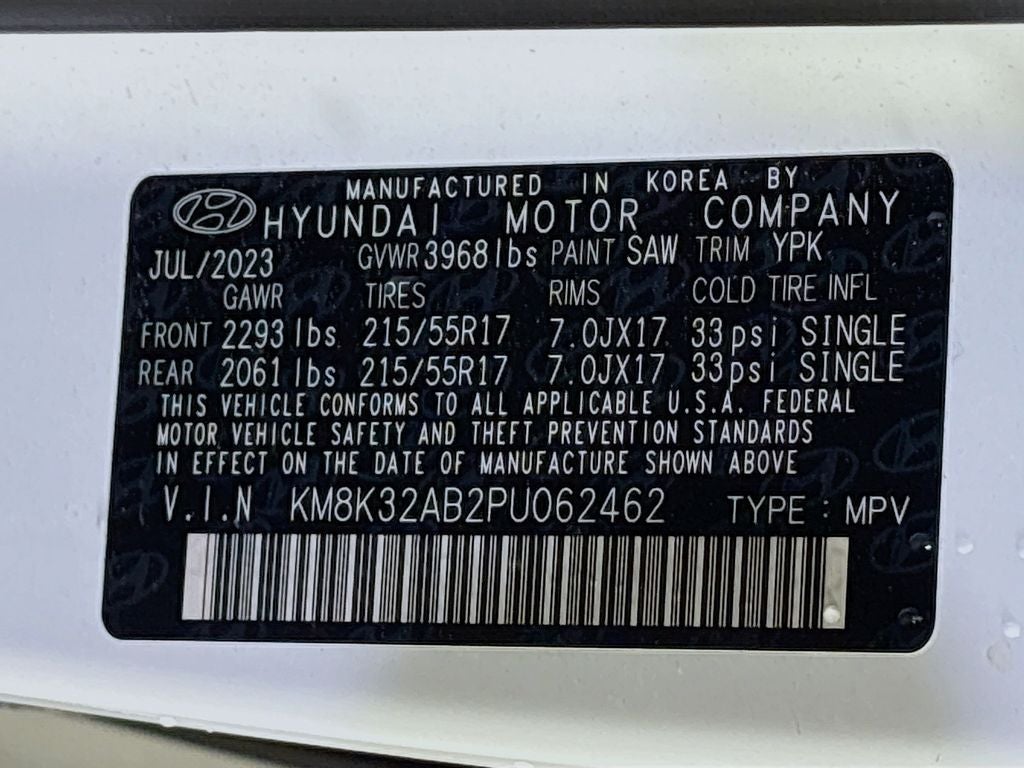 MANUFACTURED IN KOREA BY
HYUNDAI MOTOR COMPANY
JUL/2023 GVWR 3968 lbs PAINT SAW TRIM YPK
GAWR TIRES RIMS COLD TIRE INFL
FRONT 2293 lbs 215/55R17 7.0JX17 33psi SINGLE
REAR 2061 lbs 215/55R17 7.0JX17 33psi SINGLE
THIS VEHICLE CONFORMS TO ALL APPLICABLE U.S.A. FEDERAL
MOTOR VEHICLE SAFETY AND THEFT PREVENTION STANDARDS
IN EFFECT ON THE DATE OF MANUFACTURE SHOWN ABOVE
V.I.N KM8K32AB2PU062462 TYPE : MPV